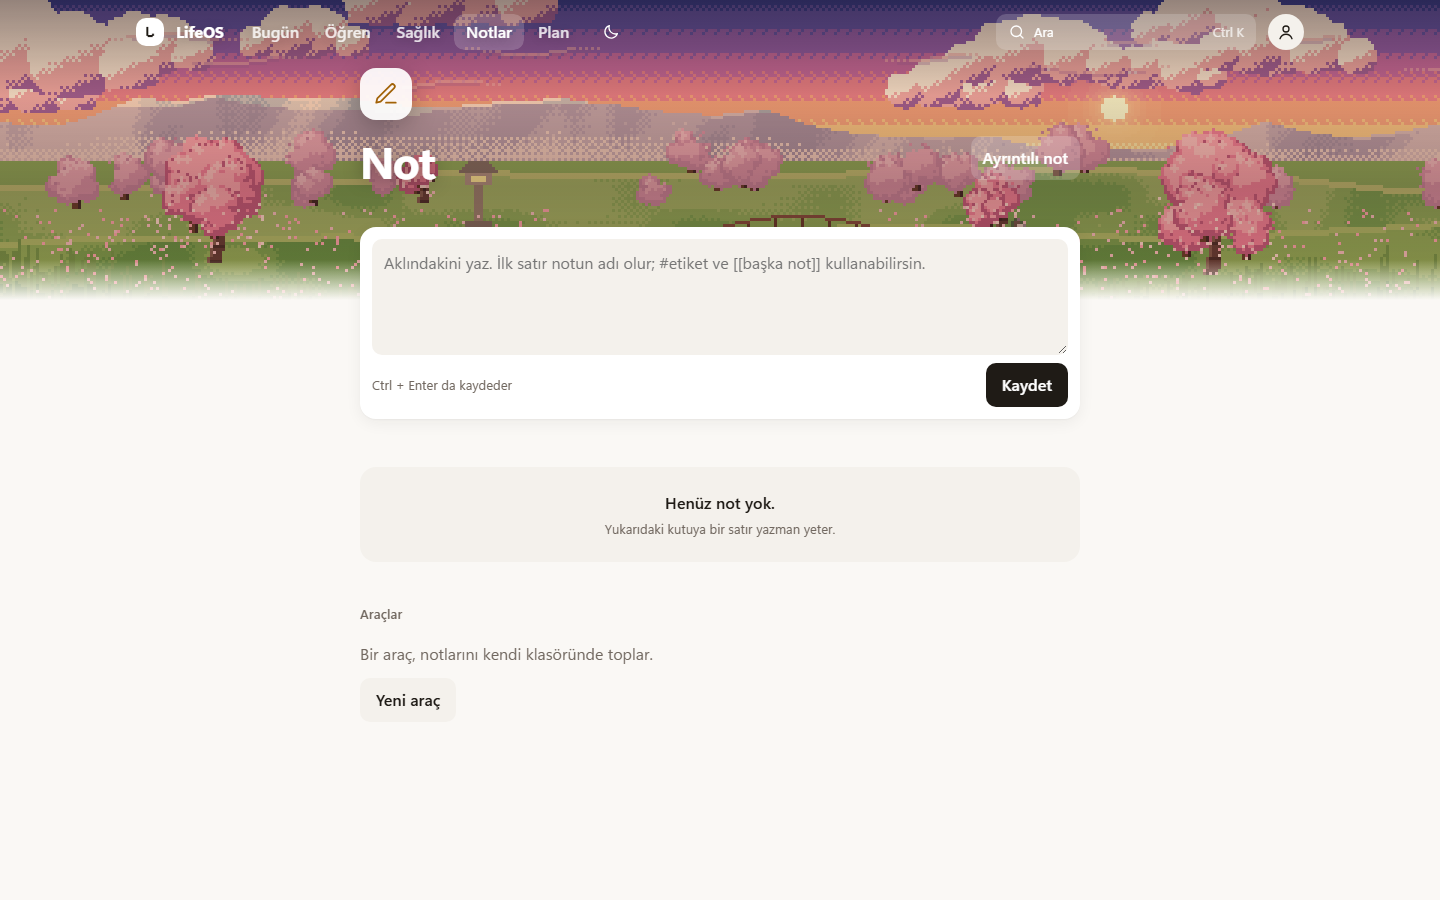 LifeOS Bugün Öğren Sağlık Notlar Plan Ara Ctrl K
Not
Ayrıntılı not
Aklındakini yaz. İlk satır notun adı olur; #etiket ve [[başka not]] kullanabilirsin.
Ctrl + Enter da kaydeder
Kaydet
Henüz not yok.
Yukarıdaki kutuya bir satır yazman yeter.
Araçlar
Bir araç, notlarını kendi klasöründe toplar.
Yeni araç